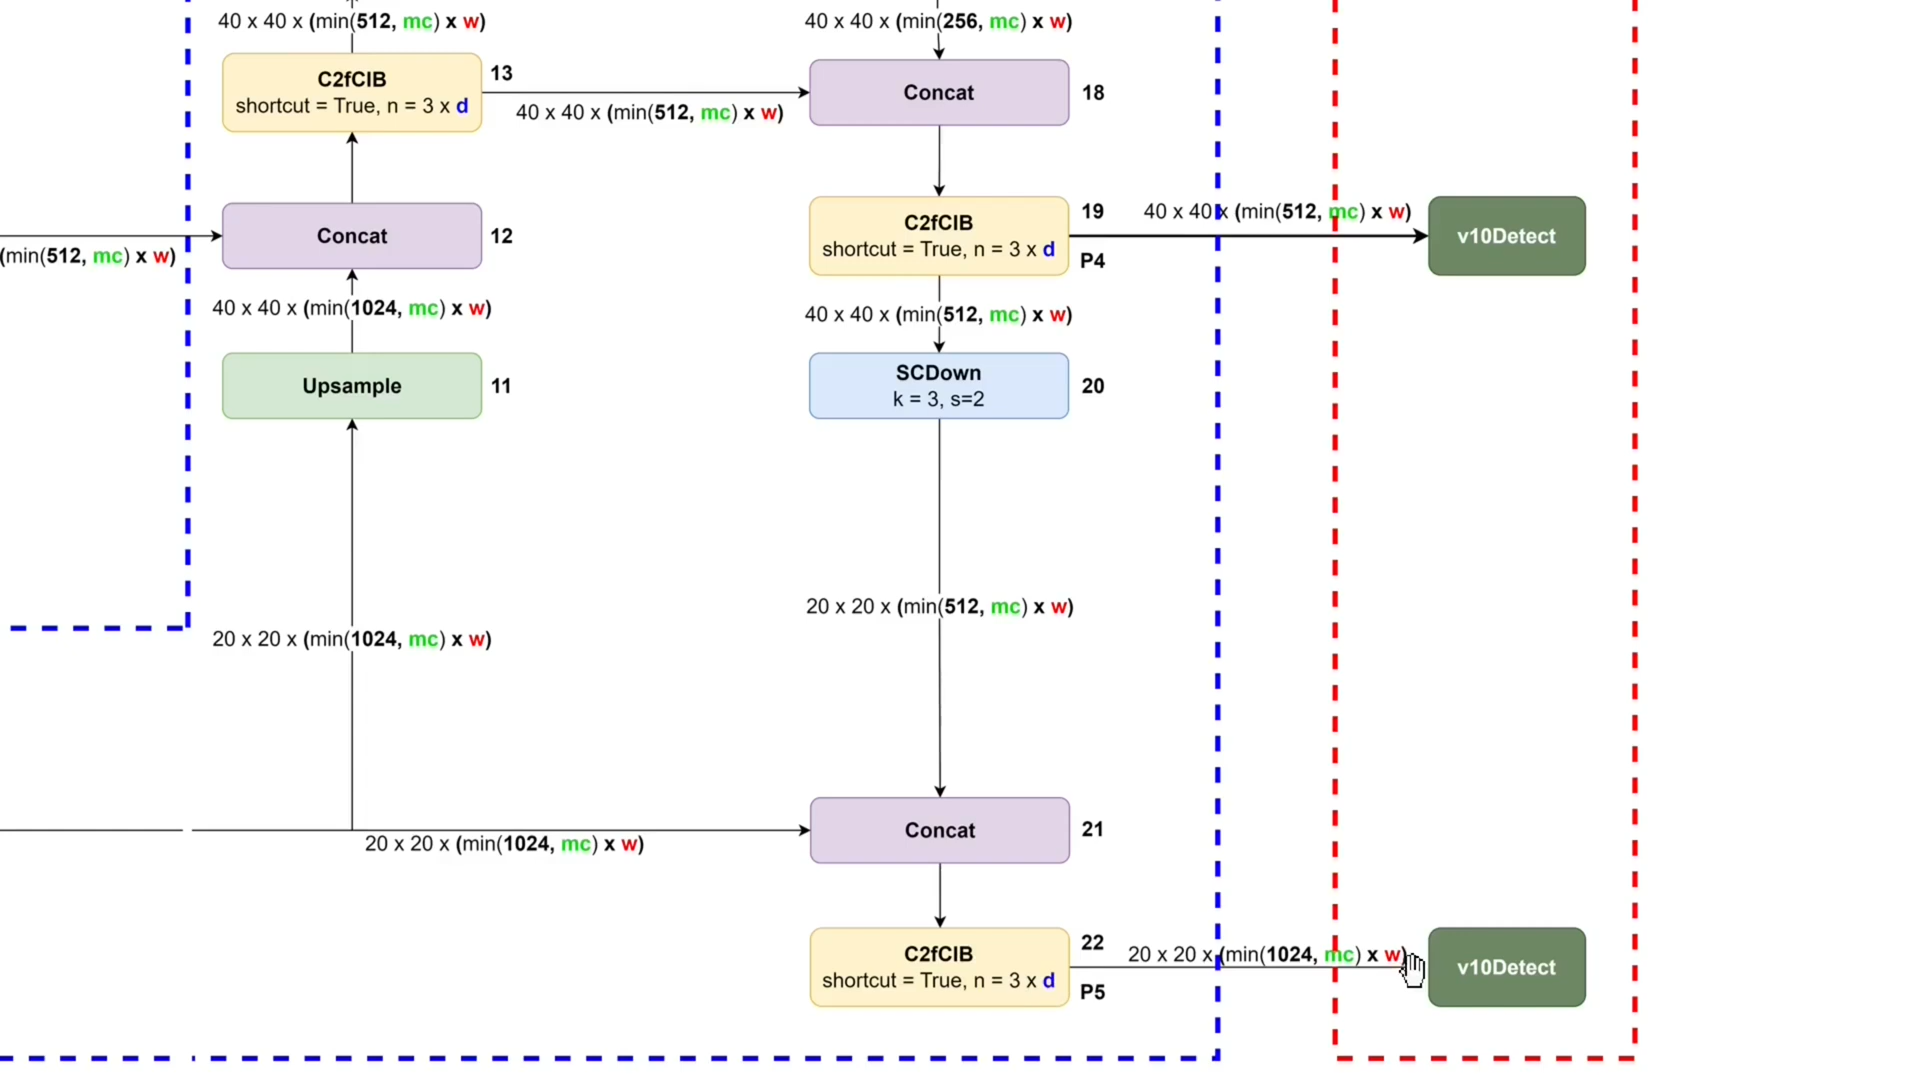 40 x 40 x (min(512, mc) x w)
40 x 40 x (min(256, mc) x w)
C2fCIB
shortcut = True, n = 3 x d
13
40 x 40 x (min(512, mc) x w)
Concat
18
(min(512, mc) x w)
Concat
12
C2fCIB
shortcut = True, n = 3 x d
19
P4
40 x 40 x (min(512, mc) x w)
v10Detect
40 x 40 x (min(1024, mc) x w)
40 x 40 x (min(512, mc) x w)
Upsample
11
SCDown
k = 3, s=2
20
20 x 20 x (min(1024, mc) x w)
20 x 20 x (min(512, mc) x w)
20 x 20 x (min(1024, mc) x w)
Concat
21
C2fCIB
shortcut = True, n = 3 x d
22
P5
20 x 20 x (min(1024, mc) x w)
v10Detect